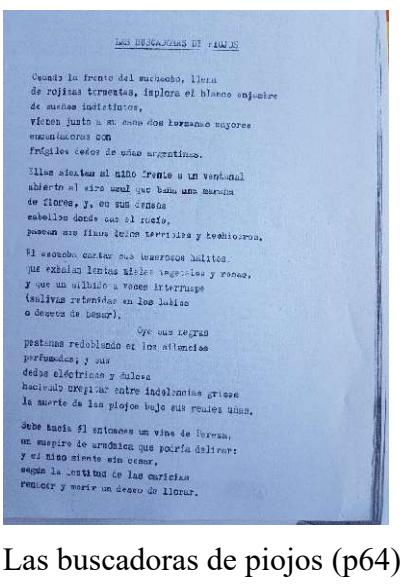 LAS BUSCADORAS DE PIOJOS
Cuando la frente del muchacho, llena
de rojizas tormentas, implora el blanco enjambre
de sueños indistintos,
vienen junto a su cama dos hermanas mayores
encantadoras con
frágiles dedos de uñas argentinas.
Ellas sientan al niño frente a un ventanal
abierto al aire azul que baña una maraña
de flores, y, en sus densos
cabellos donde cae el rocío,
pasean sus finos dedos terribles y hechiceros.
El escucha cantar sus temerosos hálitos
que exhalan lentas mieles vegetales y rosas,
y que un silbido a veces interrumpe
(salivas retenidas en los labios
o deseos de besar).
Oye sus negras
pestañas redoblando en los silencios
perfumados; y sus
dedos eléctricos y dulces
haciendo crepitar entre indolencias grises
la muerte de los piojos bajo sus reales uñas.
Sube hacia él entonces un vino de Pereza,
un suspiro de armónica que podría delirar:
y el niño siente sin cesar,
según la lentitud de las caricias
renacer y morir un deseo de llorar.
Las buscadoras de piojos (p64)